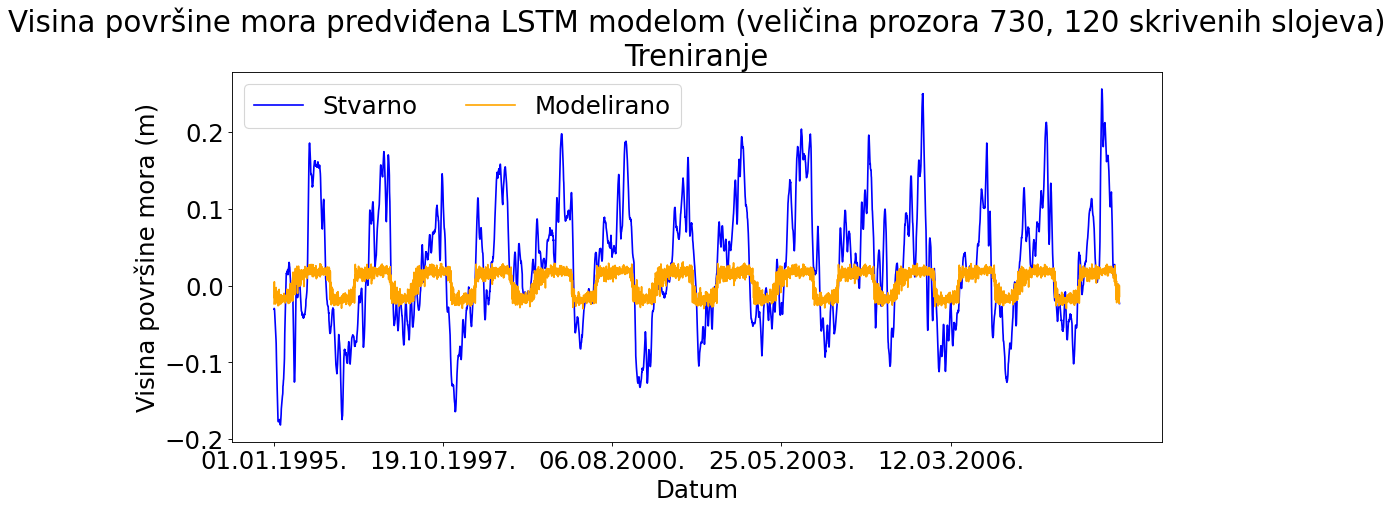 Visina površine mora predviđena LSTM modelom (veličina prozora 730, 120 skrivenih slojeva)
Treniranje
Stvarno Modelirano
Visina površine mora (m)
0.2
0.1
0.0
−0.1
−0.2
01.01.1995. 19.10.1997. 06.08.2000. 25.05.2003. 12.03.2006.
Datum